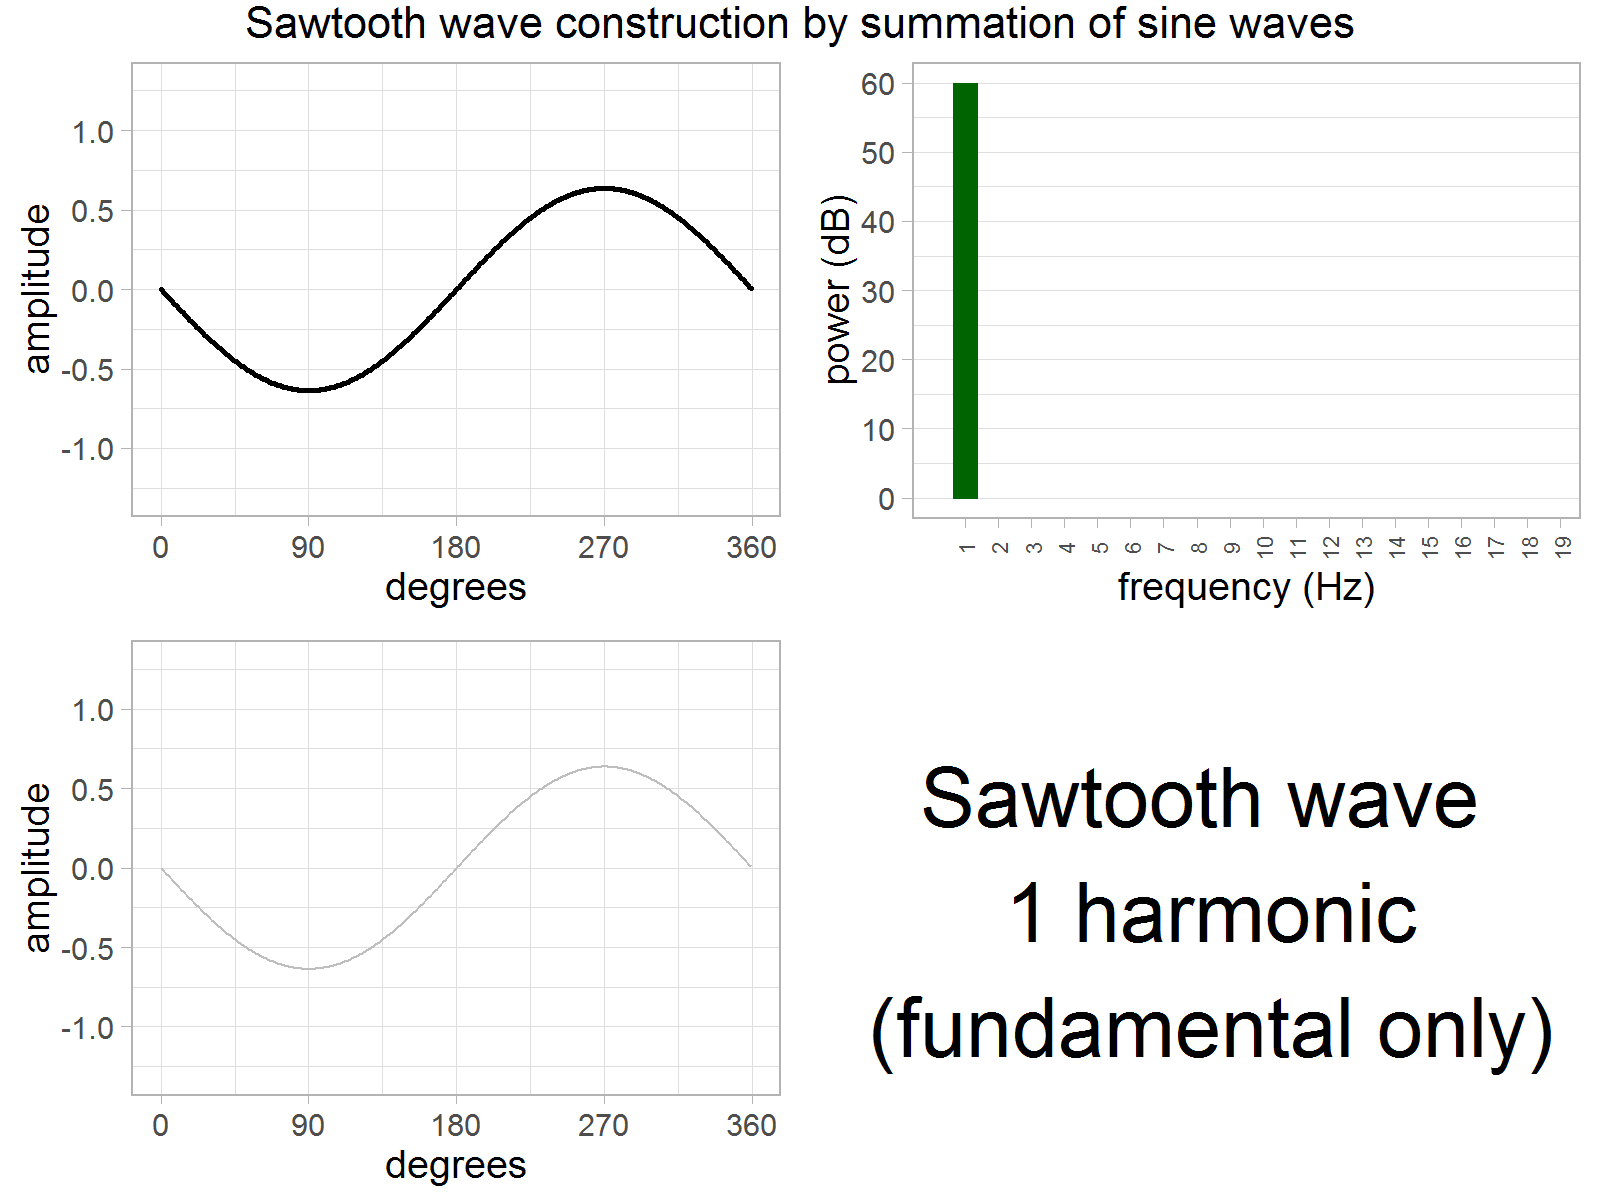 Sawtooth wave construction by summation of sine waves
amplitude
1.0
0.5
0.0
-0.5
-1.0
0 90 180 270 360
degrees
power (dB)
60
50
40
30
20
10
0
1 2 3 4 5 6 7 8 9 10 11 12 13 14 15 16 17 18 19
frequency (Hz)
amplitude
1.0
0.5
0.0
-0.5
-1.0
0 90 180 270 360
degrees
Sawtooth wave
1 harmonic
(fundamental only)